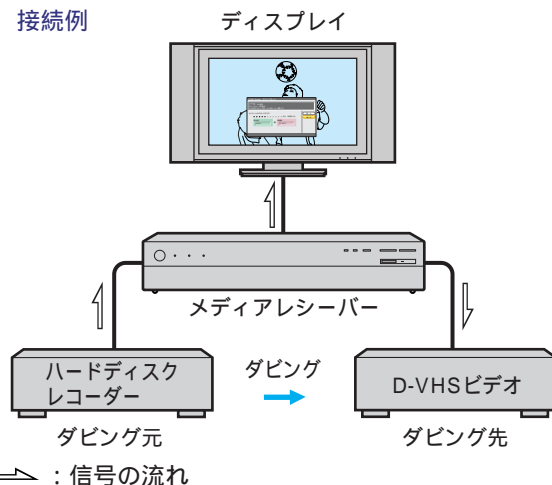 接続例
ディスプレイ
メディアレシーバー
ハードディスク
レコーダー
ダビング
D-VHSビデオ
ダビング元
ダビング先
：信号の流れ